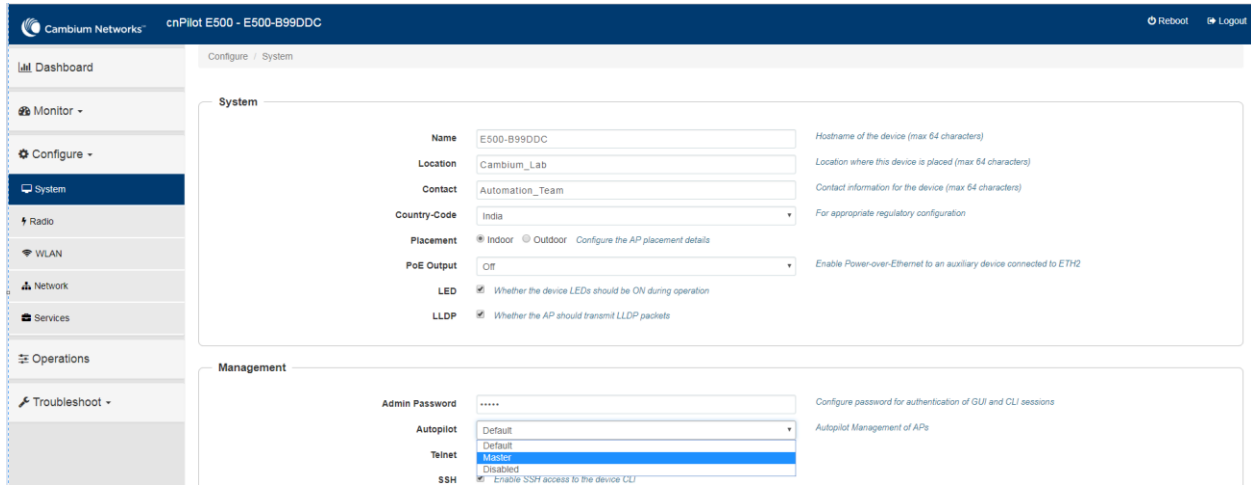 Cambium Networks™ cnPilot E500 - E500-B99DDC Reboot Logout
Dashboard
Monitor
Configure
System
Radio
WLAN
Network
Services
Operations
Troubleshoot
Configure / System
System
Name E500-B99DDC Hostname of the device (max 64 characters)
Location Cambium_Lab Location where this device is placed (max 64 characters)
Contact Automation_Team Contact information for the device (max 64 characters)
Country-Code India For appropriate regulatory configuration
Placement Indoor Outdoor Configure the AP placement details
PoE Output Off Enable Power-over-Ethernet to an auxiliary device connected to ETH2
LED Whether the device LEDs should be ON during operation
LLDP Whether the AP should transmit LLDP packets
Management
Admin Password ••••• Configure password for authentication of GUI and CLI sessions
Autopilot Default Autopilot Management of APs
Default
Telnet Master
Disabled
SSH Enable SSH access to the device CLI